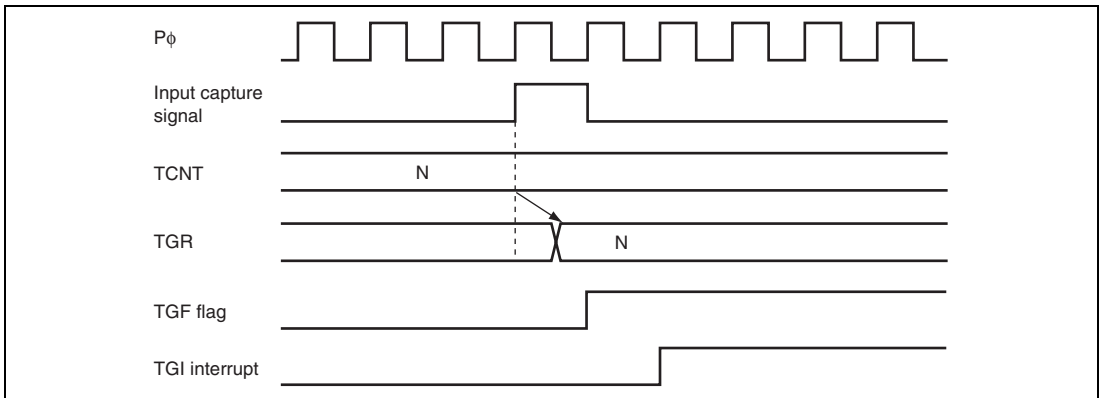 Pϕ
Input capture
signal
TCNT
N
TGR
N
TGF flag
TGI interrupt